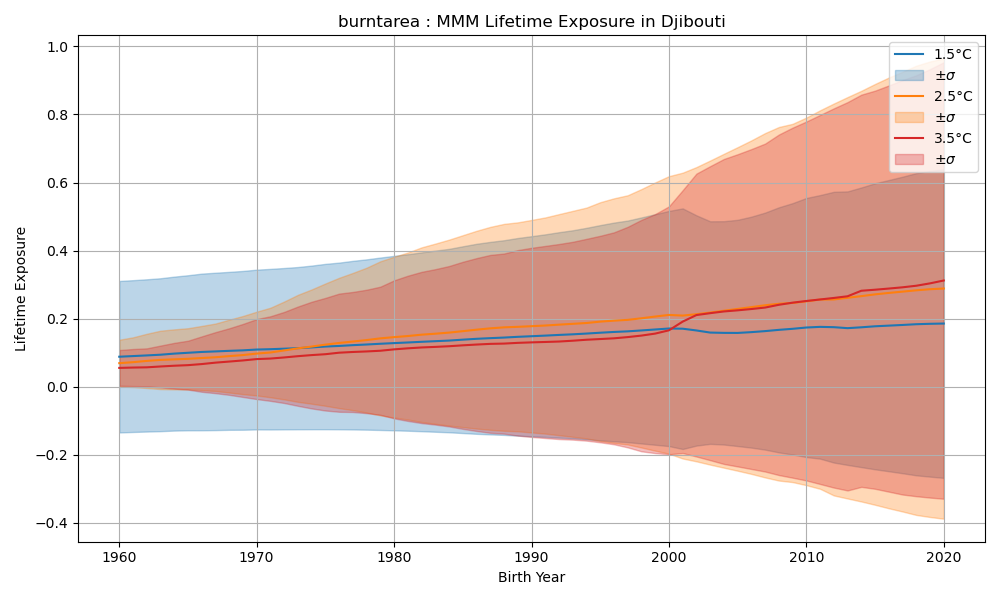 burntarea : MMM Lifetime Exposure in Djibouti
1.5°C
±σ
2.5°C
±σ
3.5°C
±σ
Lifetime Exposure
1.0
0.8
0.6
0.4
0.2
0.0
−0.2
−0.4
1960 1970 1980 1990 2000 2010 2020
Birth Year